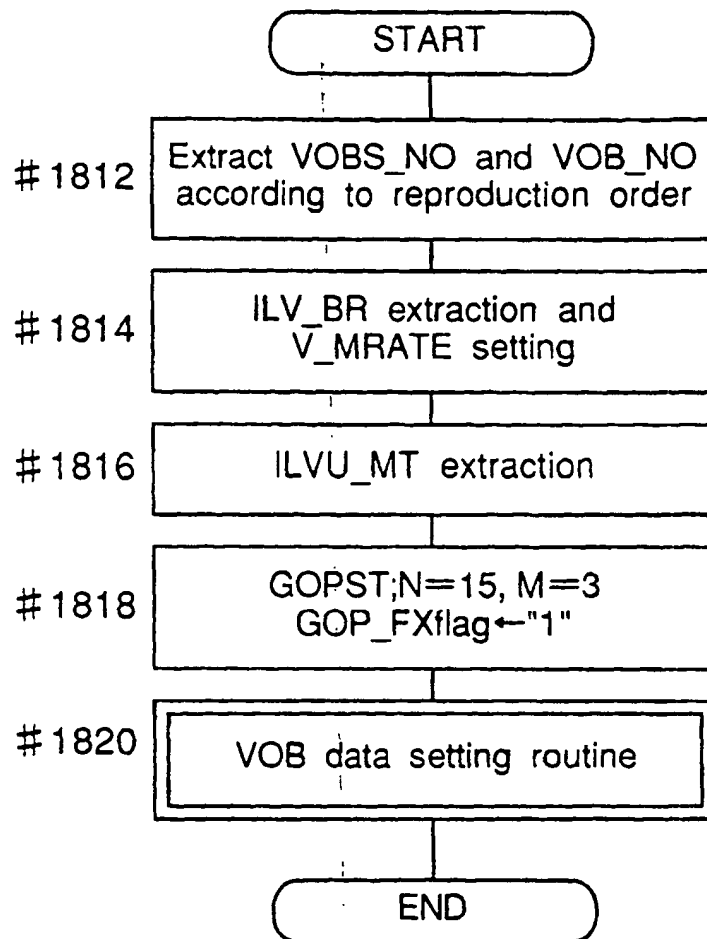 START
#1812
Extract VOBS_NO and VOB_NO
according to reproduction order
#1814
ILV_BR extraction and
V_MRATE setting
#1816
ILVU_MT extraction
#1818
GOPST;N=15, M=3
GOP_FXflag←"1"
#1820
VOB data setting routine
END